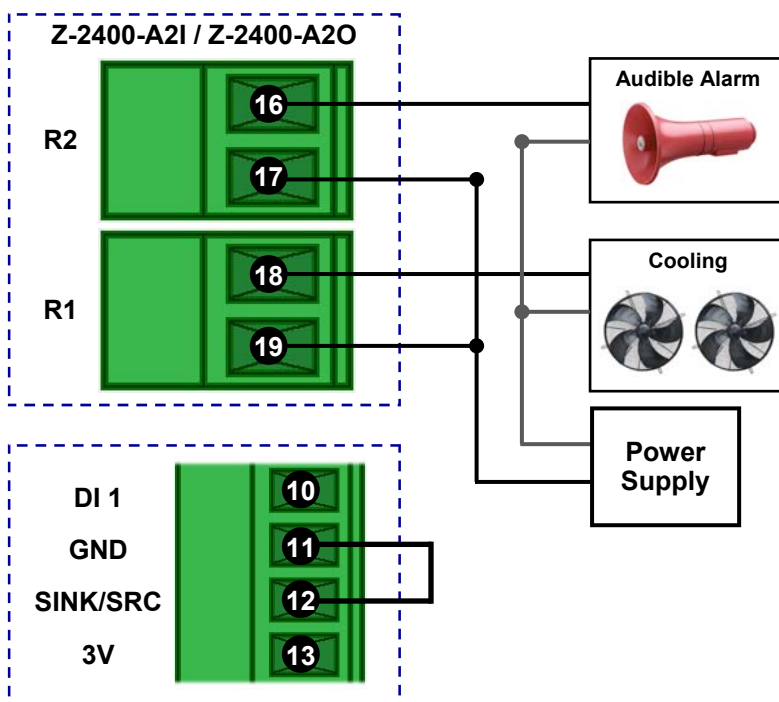 Z-2400-A2I / Z-2400-A2O
Audible Alarm
R2
16
17
Cooling
R1
18
19
Power
Supply
DI 1
10
GND
11
SINK/SRC
12
3V
13